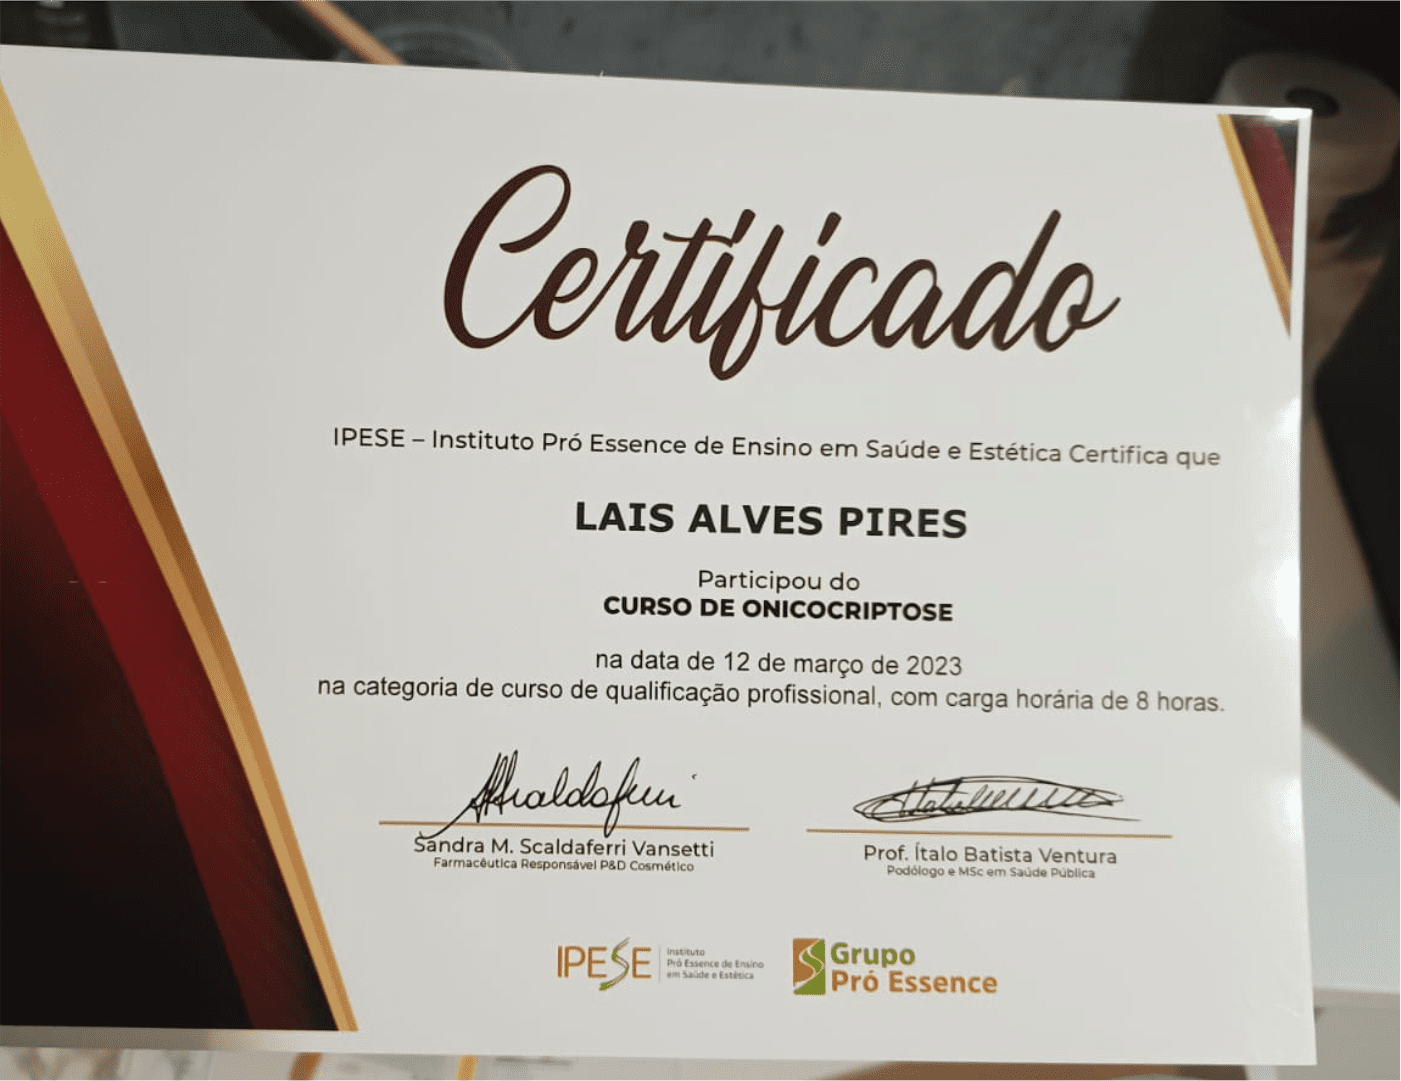 Certificado
IPESE – Instituto Pró Essence de Ensino em Saúde e Estética Certifica que
LAIS ALVES PIRES
Participou do
CURSO DE ONICOCRIPTOSE
na data de 12 de março de 2023
na categoria de curso de qualificação profissional, com carga horária de 8 horas.
Sandra M. Scaldaferri Vansetti
Farmacêutica Responsável P&D Cosmético
Prof. Ítalo Batista Ventura
Podólogo e MSc em Saúde Pública
IPESE
Instituto
Pró Essence de Ensino
em Saúde e Estética
Grupo
Pró Essence